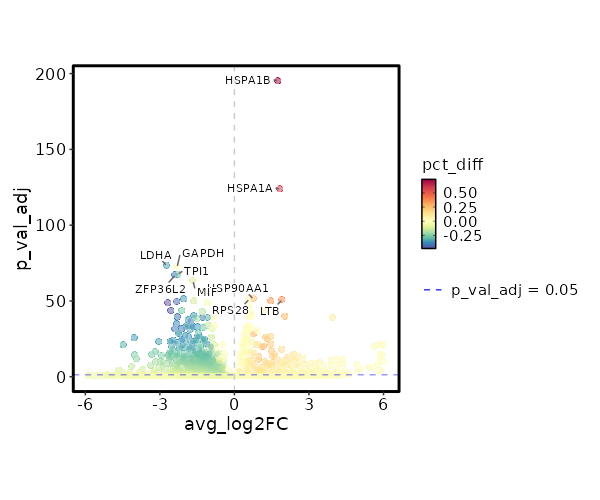 200
150
100
50
0
-6
-3
0
3
6
p_val_adj
avg_log2FC
HSPA1B
HSPA1A
LDHA
GAPDH
TPI1
ZFP36L2
MIF
HSP90AA1
RPS28
LTB
pct_diff
0.50
0.25
0.00
-0.25
p_val_adj = 0.05